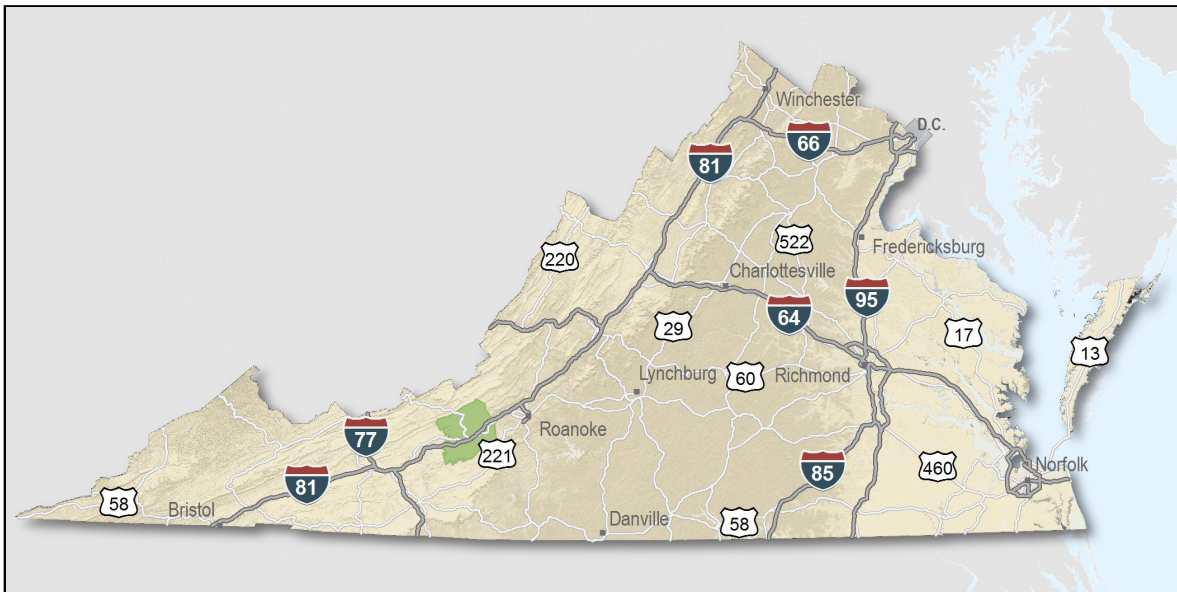 Winchester
D.C.
66
81
522
Fredericksburg
220
Charlottesville
95
64
29
17
13
Lynchburg
60
Richmond
77
Roanoke
221
81
85
460
Norfolk
58
Bristol
Danville
58